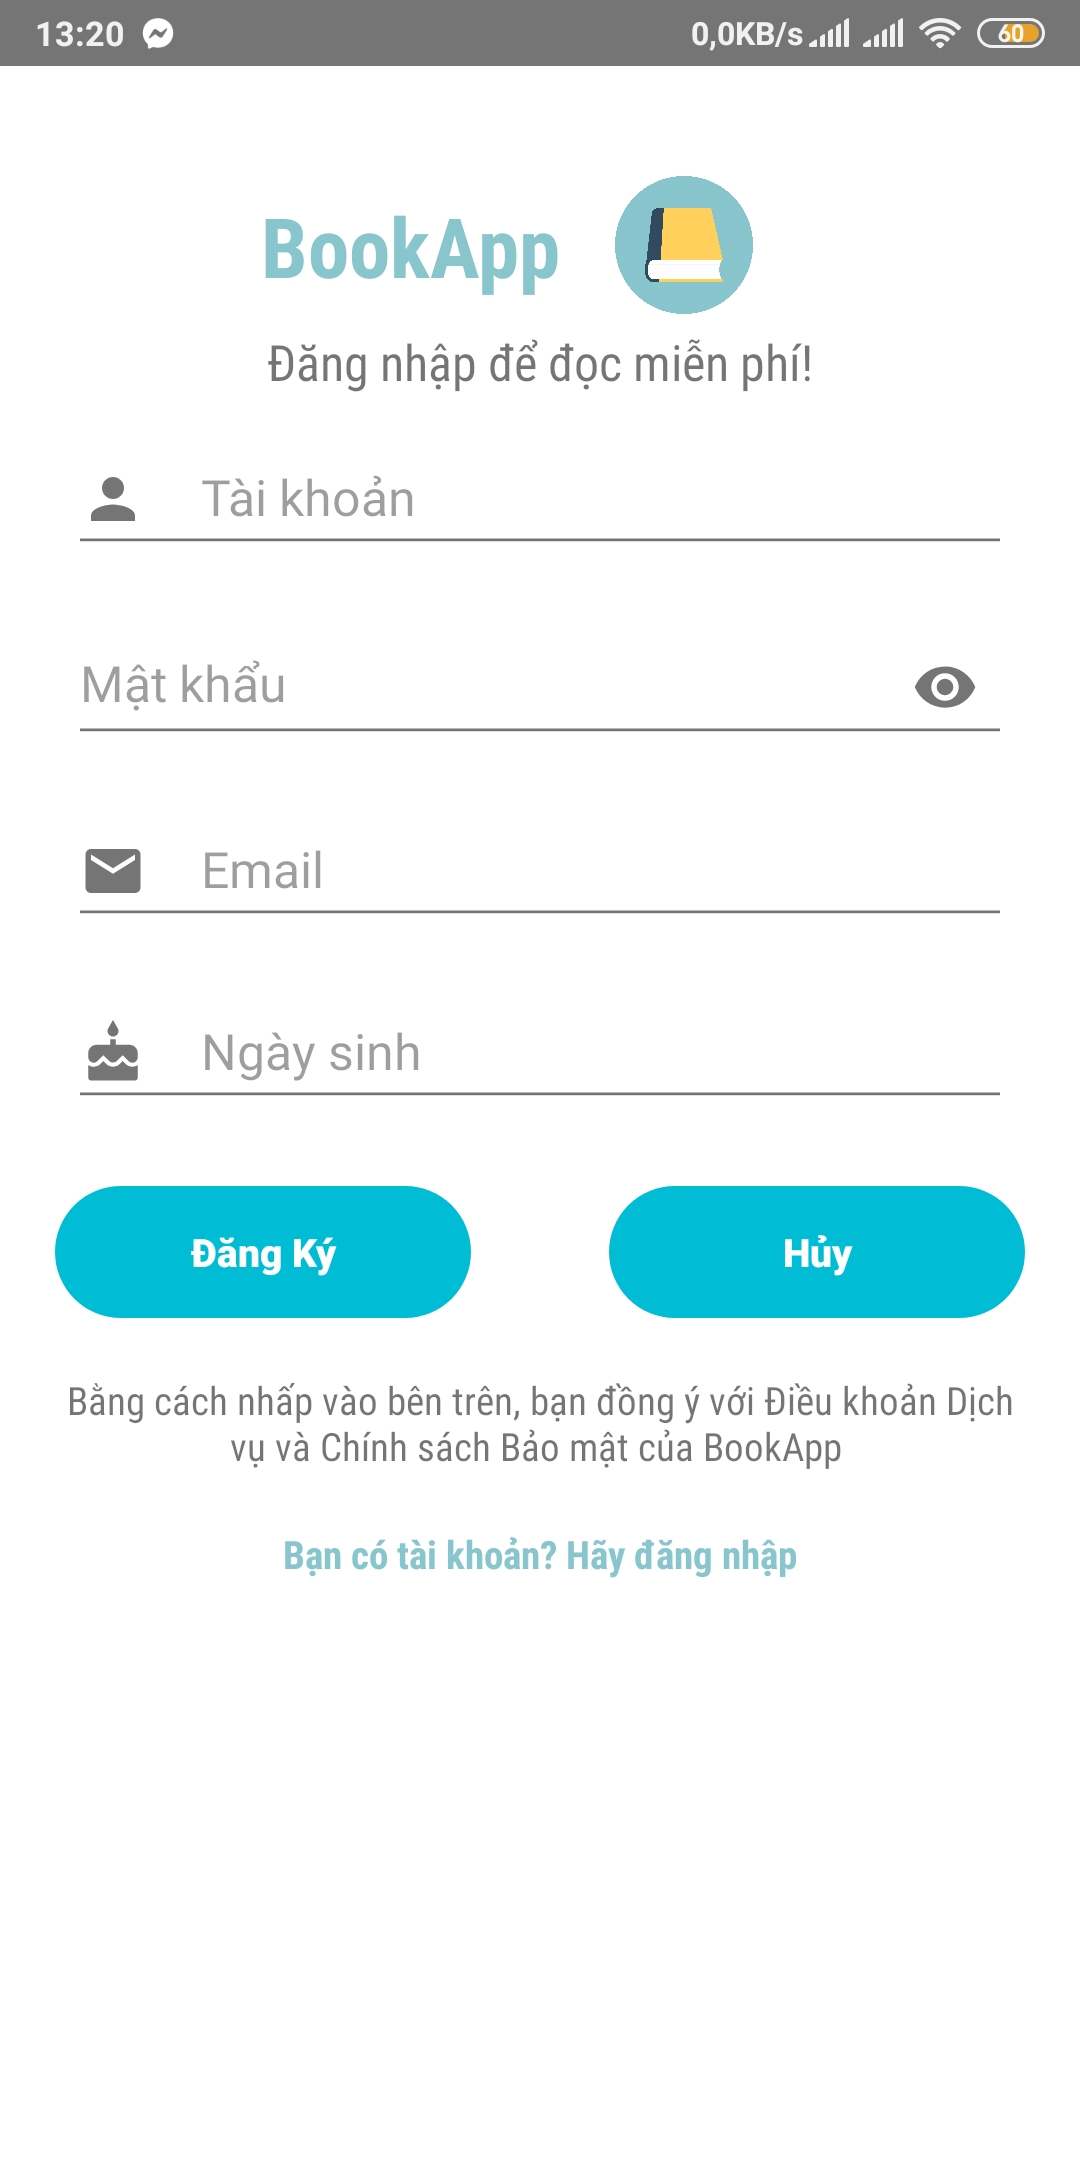 13:20 0,0KB/s 60
BookApp
Đăng nhập để đọc miễn phí!
Tài khoản
Mật khẩu
Email
Ngày sinh
Đăng Ký Hủy
Bằng cách nhấp vào bên trên, bạn đồng ý với Điều khoản Dịch
vụ và Chính sách Bảo mật của BookApp
Bạn có tài khoản? Hãy đăng nhập